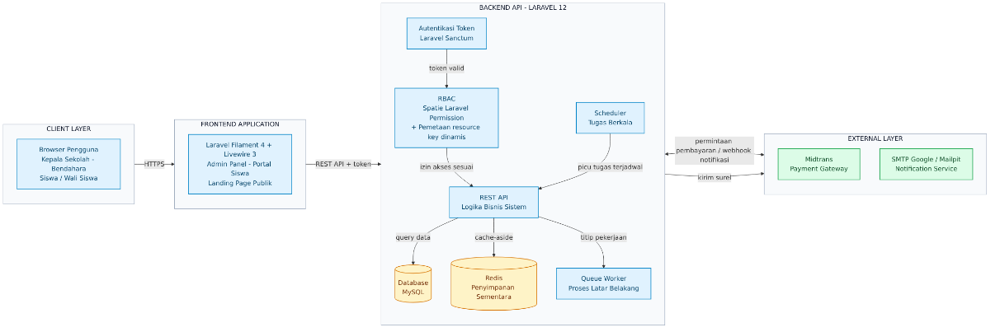 CLIENT LAYER
Browser Pengguna
Kepala Sekolah -
Bendahara
Siswa / Wali Siswa
HTTPS
FRONTEND APPLICATION
Laravel Filament 4 +
Livewire 3
Admin Panel - Portal
Siswa
Landing Page Publik
REST API + token
BACKEND API - LARAVEL 12
Autentikasi Token
Laravel Sanctum
token valid
RBAC
Spatie Laravel
Permission
+ Pemetaan resource
key dinamis
Scheduler
Tugas Berkala
izin akses sesuai
picu tugas terjadwal
REST API
Logika Bisnis Sistem
query data
cache-aside
titip pekerjaan
Database
MySQL
Redis
Penyimpanan
Sementara
Queue Worker
Proses Latar Belakang
permintaan
pembayaran / webhook
notifikasi
kirim surel
EXTERNAL LAYER
Midtrans
Payment Gateway
SMTP Google / Mailpit
Notification Service